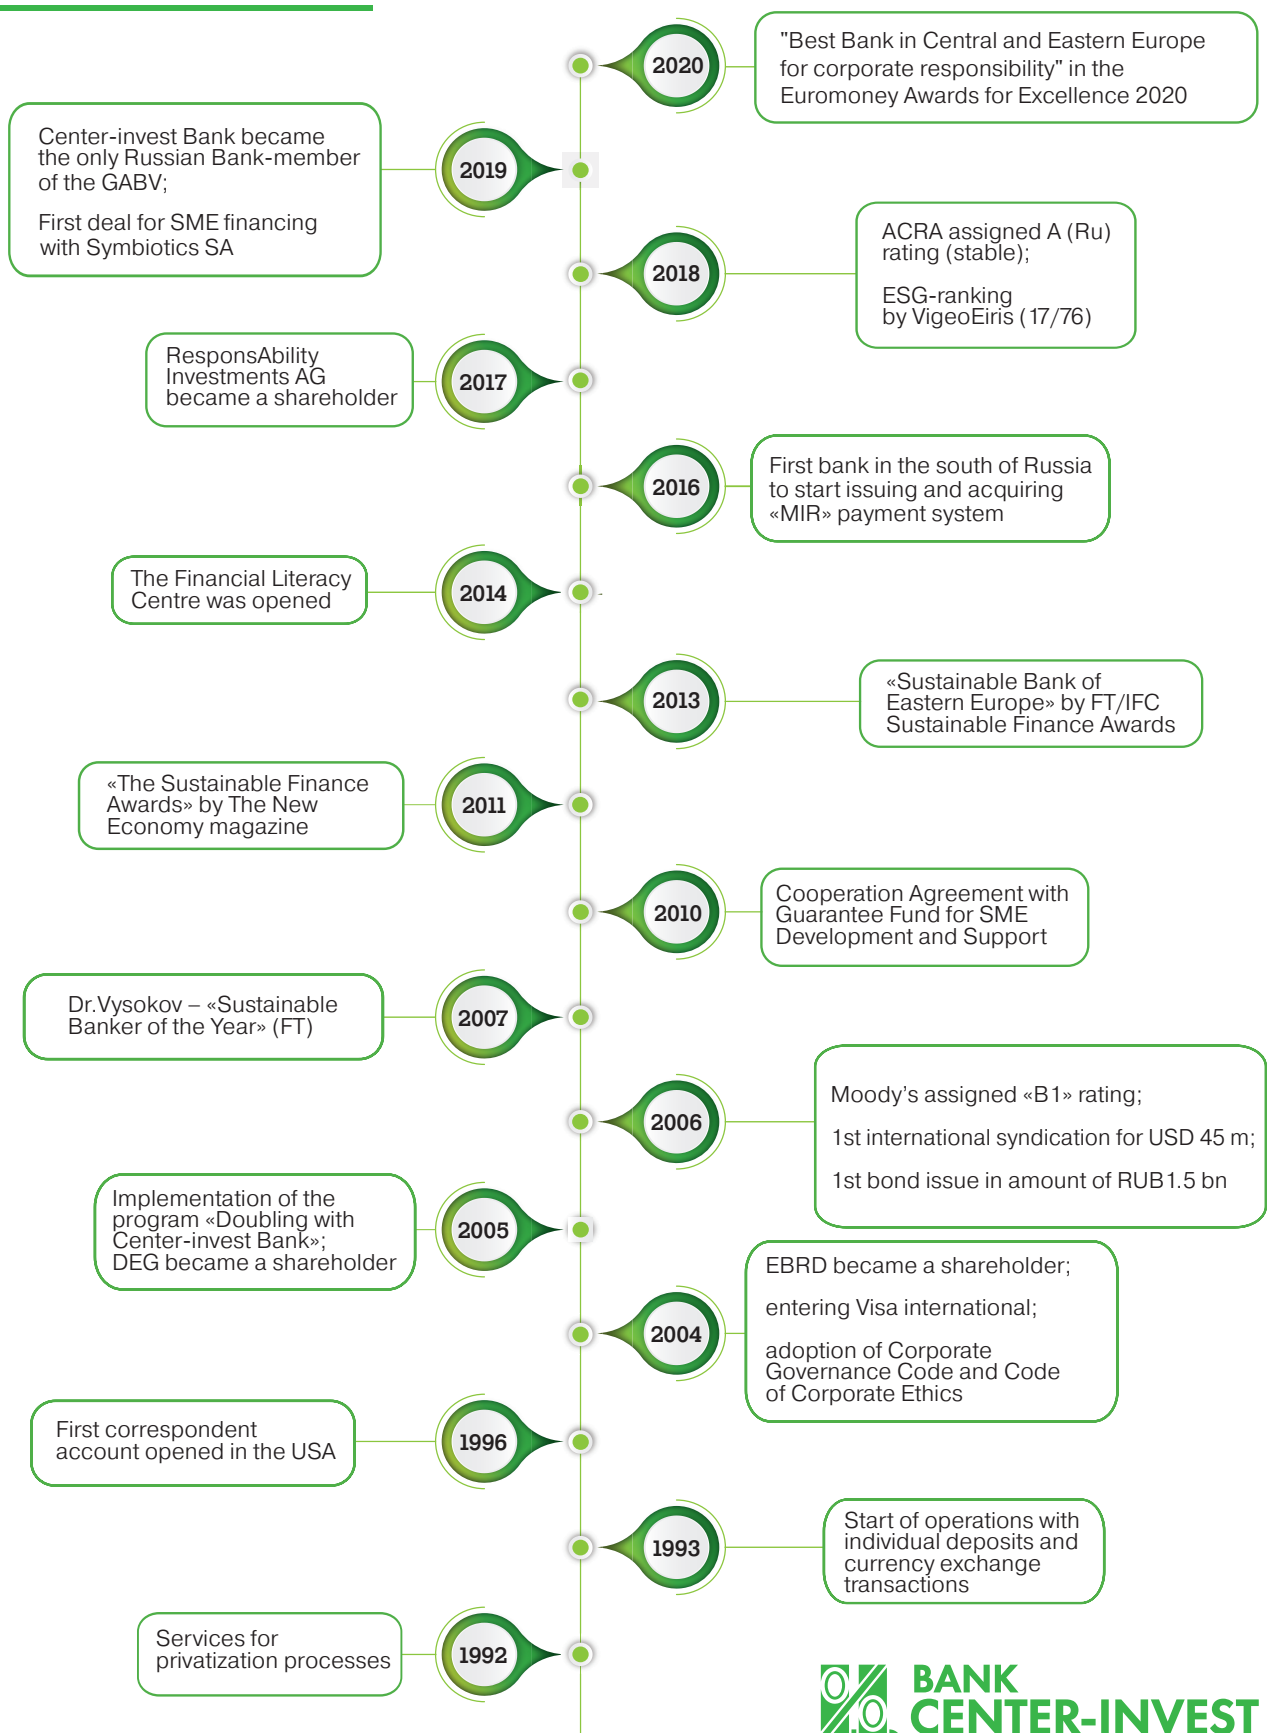 2020
"Best Bank in Central and Eastern Europe
for corporate responsibility" in the
Euromoney Awards for Excellence 2020
Center-invest Bank became
the only Russian Bank-member
of the GABV;
First deal for SME financing
with Symbiotics SA
2019
2018
ACRA assigned A (Ru)
rating (stable);
ESG-ranking
by VigeoEiris (17/76)
ResponsAbility
Investments AG
became a shareholder
2017
2016
First bank in the south of Russia
to start issuing and acquiring
«MIR» payment system
The Financial Literacy
Centre was opened
2014
2013
«Sustainable Bank of
Eastern Europe» by FT/IFC
Sustainable Finance Awards
«The Sustainable Finance
Awards» by The New
Economy magazine
2011
2010
Cooperation Agreement with
Guarantee Fund for SME
Development and Support
Dr.Vysokov – «Sustainable
Banker of the Year» (FT)
2007
2006
Moody's assigned «B1» rating;
1st international syndication for USD 45 m;
1st bond issue in amount of RUB1.5 bn
Implementation of the
program «Doubling with
Center-invest Bank»;
DEG became a shareholder
2005
2004
EBRD became a shareholder;
entering Visa international;
adoption of Corporate
Governance Code and Code
of Corporate Ethics
First correspondent
account opened in the USA
1996
1993
Start of operations with
individual deposits and
currency exchange
transactions
Services for
privatization processes
1992
BANK
CENTER-INVEST